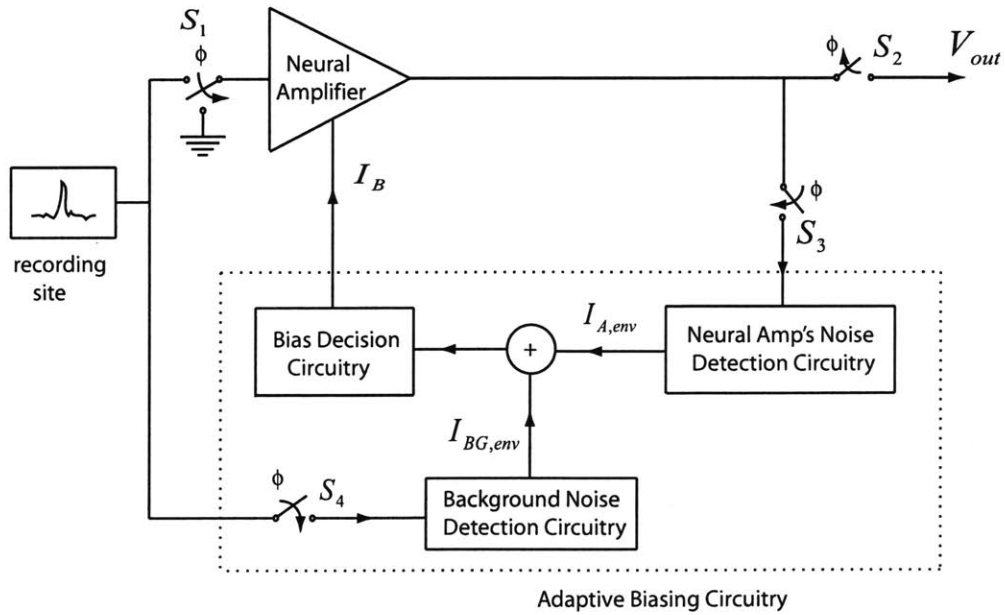 S1
ϕ
Neural
Amplifier
ϕ
S2
Vout
IB
ϕ
S3
recording
site
Bias Decision
Circuitry
+
IA,env
Neural Amp's Noise
Detection Circuitry
IBG,env
ϕ
S4
Background Noise
Detection Circuitry
Adaptive Biasing Circuitry